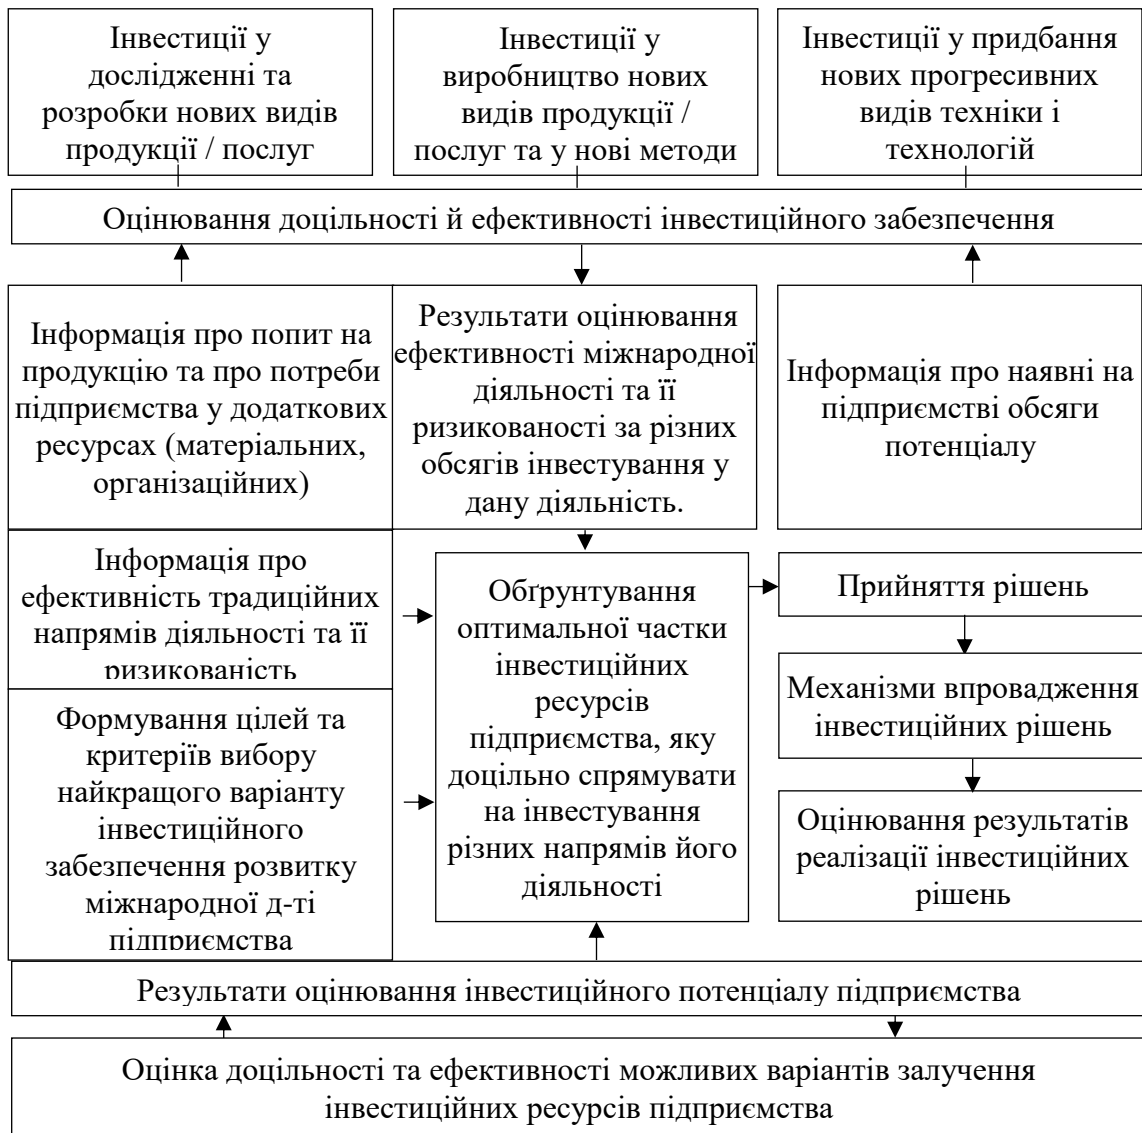 Інвестиції у
дослідженні та
розробки нових видів
продукції / послуг
Інвестиції у
виробництво нових
видів продукції /
послуг та у нові методи
Інвестиції у придбання
нових прогресивних
видів техніки і
технологій
Оцінювання доцільності й ефективності інвестиційного забезпечення
Інформація про попит на
продукцію та про потреби
підприємства у додаткових
ресурсах (матеріальних,
організаційних)
Результати оцінювання
ефективності міжнародної
діяльності та її
ризикованості за різних
обсягів інвестування у
дану діяльність.
Інформація про наявні на
підприємстві обсяги
потенціалу
Інформація про
ефективність традиційних
напрямів діяльності та її
ризикованість
Формування цілей та
критеріїв вибору
найкращого варіанту
інвестиційного
забезпечення розвитку
міжнародної д-ті
підприємства
Обґрунтування
оптимальної частки
інвестиційних
ресурсів
підприємства, яку
доцільно спрямувати
на інвестування
різних напрямів його
діяльності
Прийняття рішень
Механізми впровадження
інвестиційних рішень
Оцінювання результатів
реалізації інвестиційних
рішень
Результати оцінювання інвестиційного потенціалу підприємства
Оцінка доцільності та ефективності можливих варіантів залучення
інвестиційних ресурсів підприємства